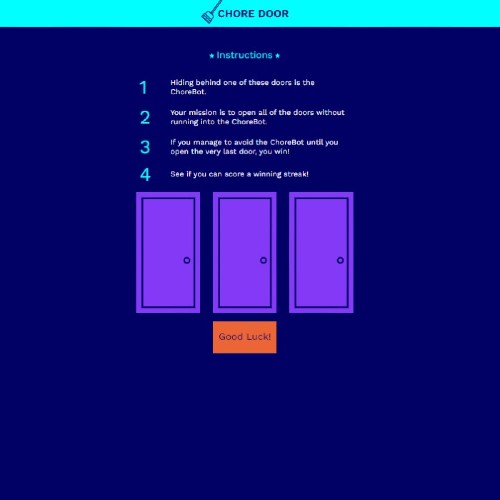 CHORE DOOR
★ Instructions ★
1
Hiding behind one of these doors is the
ChoreBot.
2
Your mission is to open all of the doors without
running into the ChoreBot.
3
If you manage to avoid the ChoreBot until you
open the very last door, you win!
4
See if you can score a winning streak!
Good Luck!